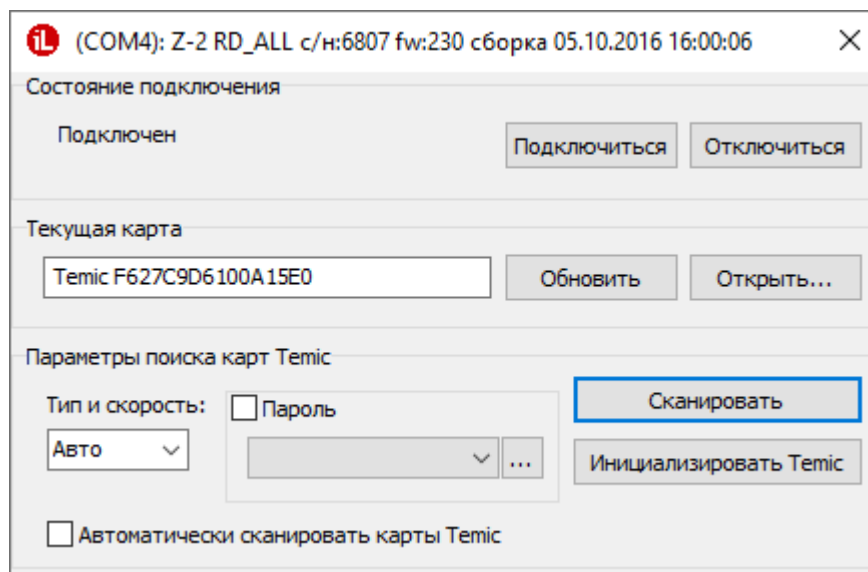 iL (COM4): Z-2 RD_ALL с/н:6807 fw:230 сборка 05.10.2016 16:00:06
Состояние подключения
Подключен
Подключиться
Отключиться
Текущая карта
Temic F627C9D6100A15E0
Обновить
Открыть...
Параметры поиска карт Temic
Тип и скорость:
Авто
Пароль
...
Сканировать
Инициализировать Temic
Автоматически сканировать карты Temic